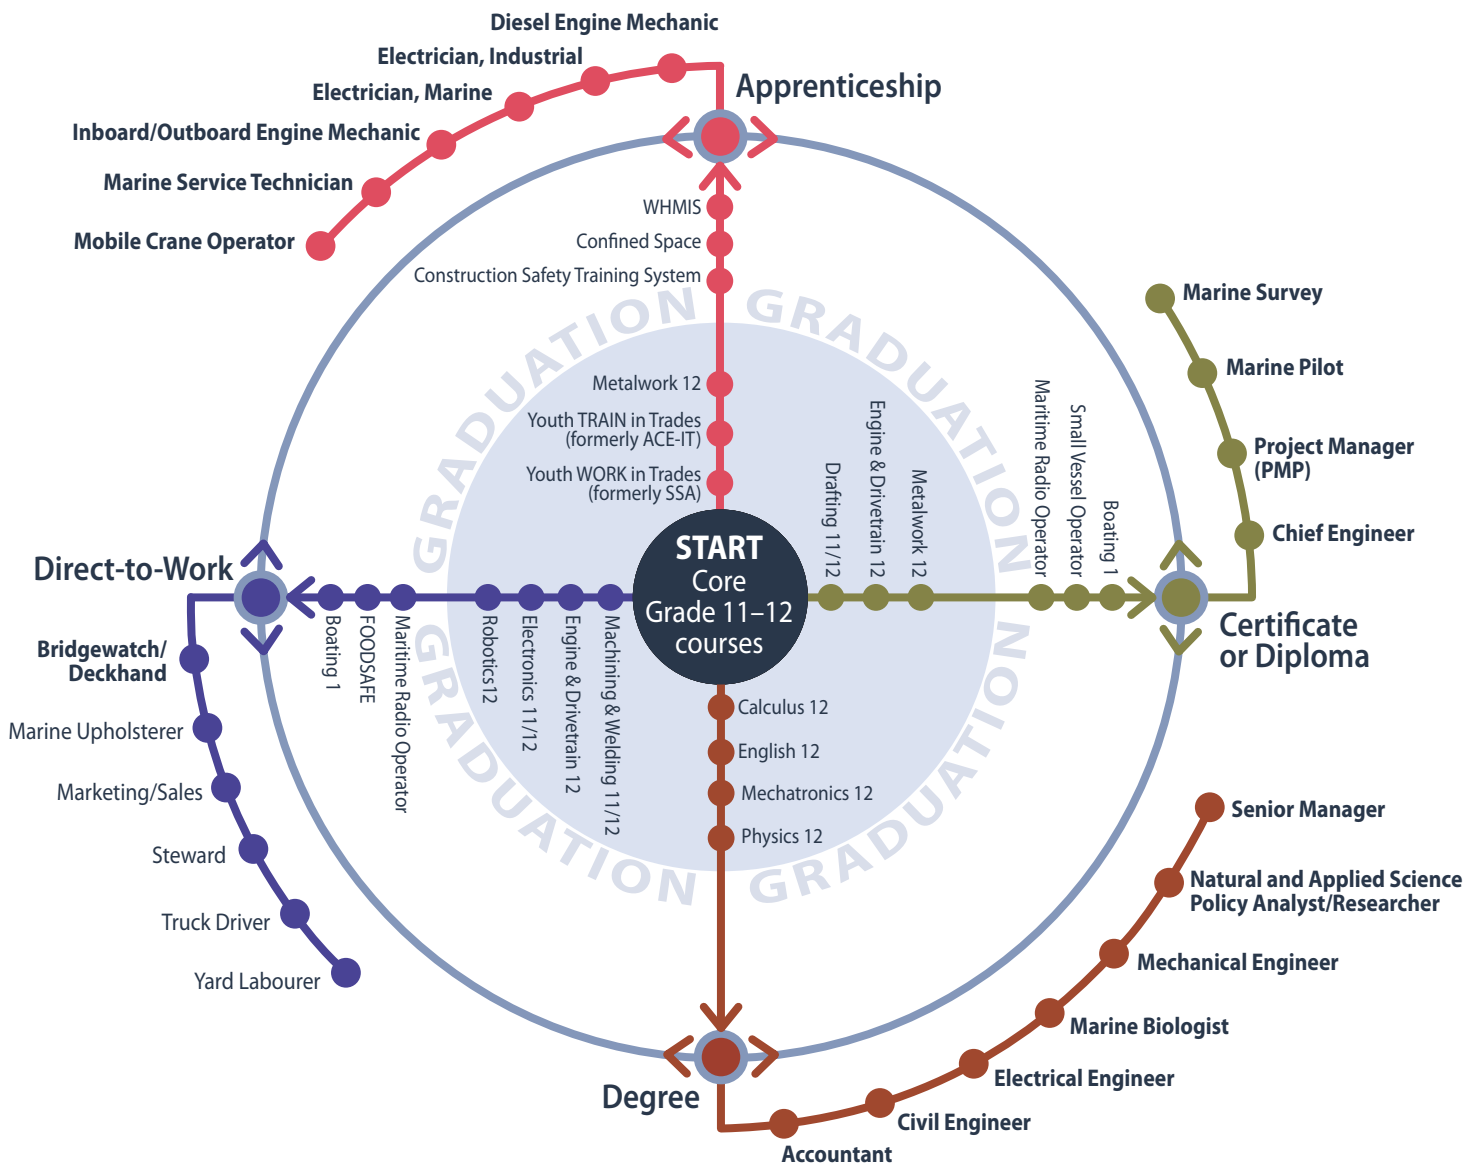 Diesel Engine Mechanic
Electrician, Industrial
Electrician, Marine
Inboard/Outboard Engine Mechanic
Marine Service Technician
Mobile Crane Operator
Apprenticeship
WHMIS
Confined Space
Construction Safety Training System
Metalwork 12
Youth TRAIN in Trades
(formerly ACE-IT)
Youth WORK in Trades
(formerly SSA)
GRADUATION
GRADUATION
GRADUATION
GRADUATION
START
Core
Grade 11–12
courses
Drafting 11/12
Engine & Drivetrain 12
Metalwork 12
Maritime Radio Operator
Small Vessel Operator
Boating 1
Marine Survey
Marine Pilot
Project Manager
(PMP)
Chief Engineer
Certificate
or Diploma
Direct-to-Work
Boating 1
FOODSAFE
Maritime Radio Operator
Robotics12
Electronics 11/12
Engine & Drivetrain 12
Machining & Welding 11/12
Bridgewatch/
Deckhand
Marine Upholsterer
Marketing/Sales
Steward
Truck Driver
Yard Labourer
Calculus 12
English 12
Mechatronics 12
Physics 12
Degree
Senior Manager
Natural and Applied Science
Policy Analyst/Researcher
Mechanical Engineer
Marine Biologist
Electrical Engineer
Civil Engineer
Accountant